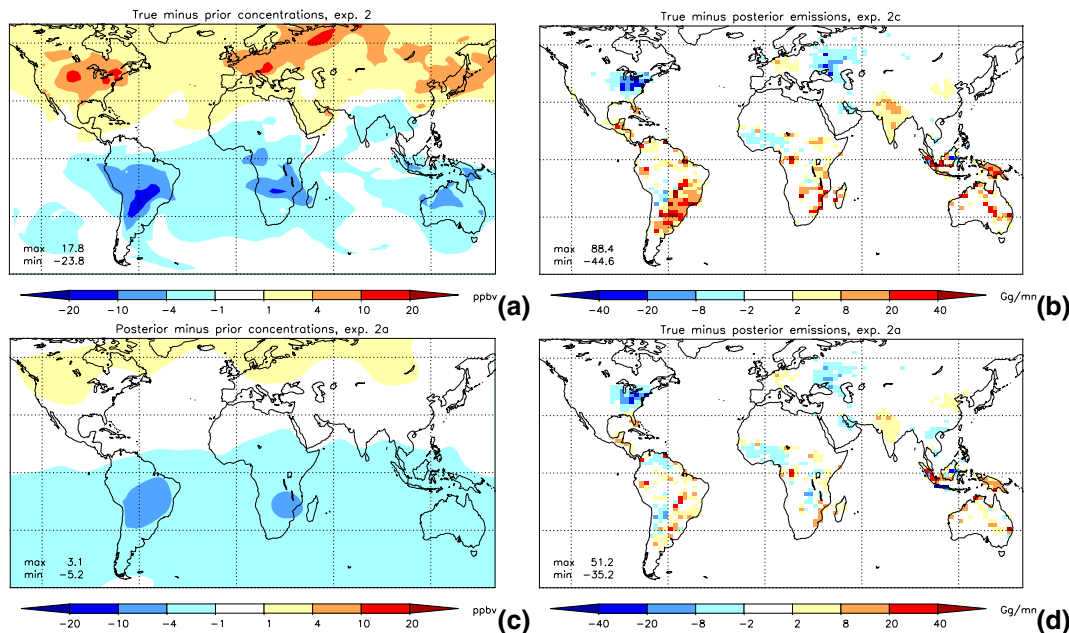 True minus prior concentrations, exp. 2
max 17.8
min −23.8
−20 −10 −4 −1 1 4 10 20 ppbv
(a)
True minus posterior emissions, exp. 2c
max 88.4
min −44.6
−40 −20 −8 −2 2 8 20 40 Gg/mn
(b)
Posterior minus prior concentrations, exp. 2a
max 3.1
min −5.2
−20 −10 −4 −1 1 4 10 20 ppbv
(c)
True minus posterior emissions, exp. 2a
max 51.2
min −35.2
−40 −20 −8 −2 2 8 20 40 Gg/mn
(d)